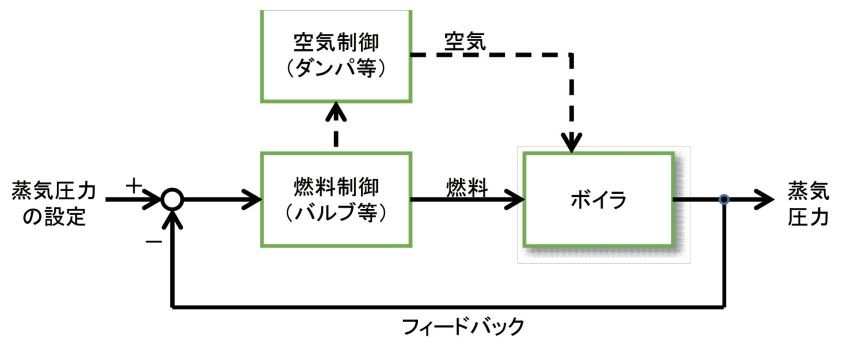 空気制御
(ダンパ等)
空気
蒸気圧力
の設定
+
−
燃料制御
(バルブ等)
燃料
ボイラ
蒸気
圧力
フィードバック